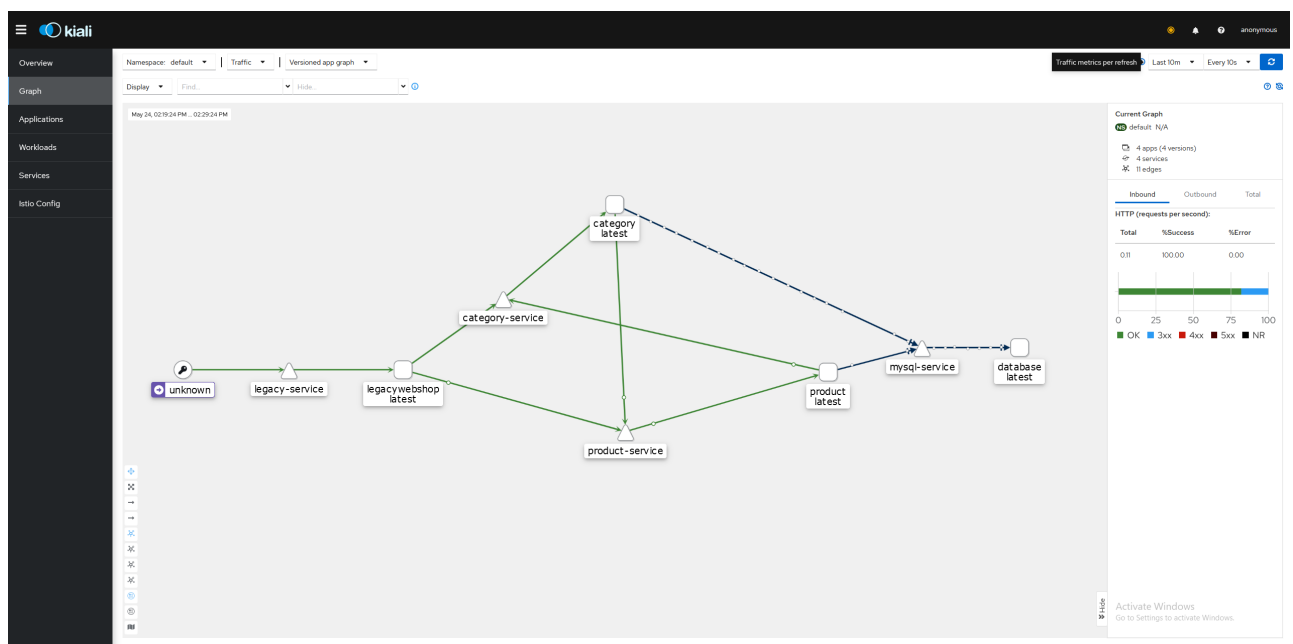 kiali
anonymous
Overview
Graph
Applications
Workloads
Services
Istio Config
Namespace: default
Traffic
Versioned app graph
Traffic metrics per refresh
Last 10m
Every 10s
Display
Find...
Hide...
May 24, 02:19:24 PM ... 02:29:24 PM
category
latest
category-service
unknown
legacy-service
legacywebshop
latest
product-service
product
latest
mysql-service
database
latest
Hide
Current Graph
NS default N/A
4 apps (4 versions)
4 services
11 edges
Inbound Outbound Total
HTTP (requests per second):
Total %Success %Error
0.11 100.00 0.00
0 25 50 75 100
OK 3xx 4xx 5xx NR
Activate Windows
Go to Settings to activate Windows.